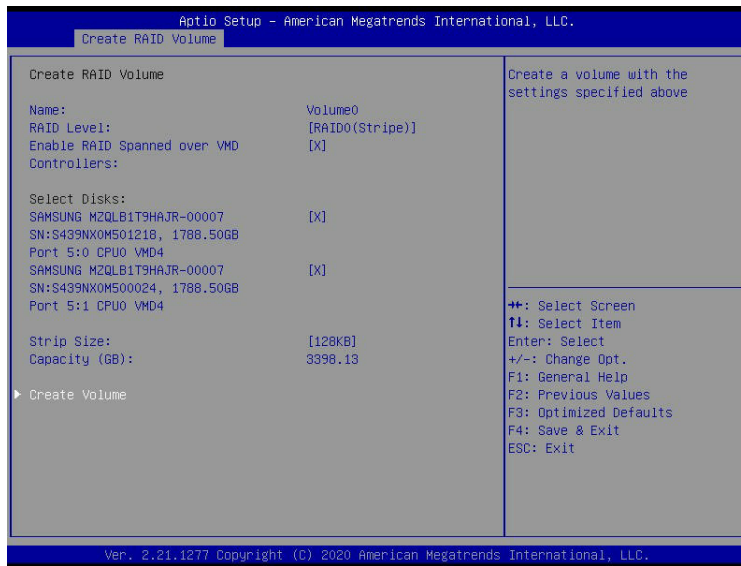 Aptio Setup – American Megatrends International, LLC.
Create RAID Volume
Create RAID Volume
Name: Volume0
RAID Level: [RAID0(Stripe)]
Enable RAID Spanned over VMD [X]
Controllers:
Select Disks:
SAMSUNG MZQLB1T9HAJR-00007 [X]
SN:S439NX0M501218, 1788.50GB
Port 5:0 CPU0 VMD4
SAMSUNG MZQLB1T9HAJR-00007 [X]
SN:S439NX0M500024, 1788.50GB
Port 5:1 CPU0 VMD4
Strip Size: [128KB]
Capacity (GB): 3398.13
Create Volume
Create a volume with the
settings specified above
→←: Select Screen
↑↓: Select Item
Enter: Select
+/-: Change Opt.
F1: General Help
F2: Previous Values
F3: Optimized Defaults
F4: Save & Exit
ESC: Exit
Ver. 2.21.1277 Copyright (C) 2020 American Megatrends International, LLC.